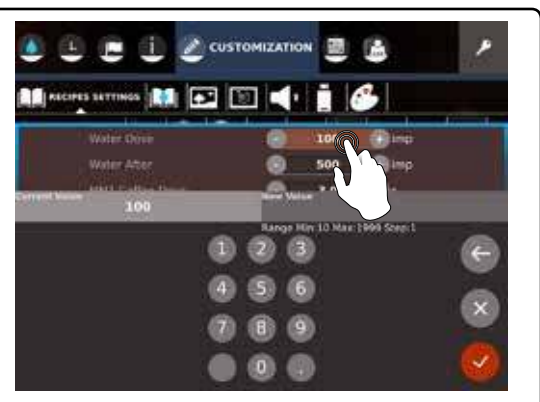 CUSTOMIZATION
RECIPES SETTINGS
Water Dose - 100 + imp
Water After - 500 imp
Current Value
100
New Value
Range Min:10 Max:1999 Step:1
1 2 3
4 5 6
7 8 9
0 .